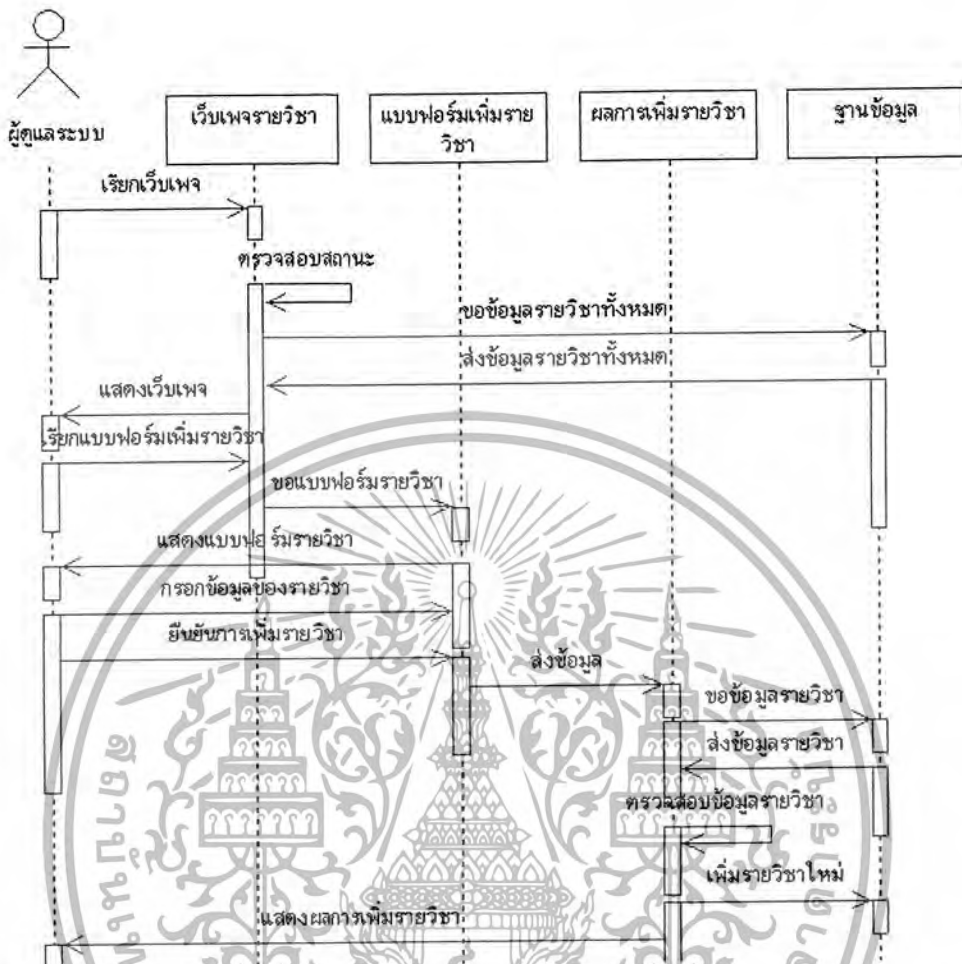 ผู้ดูแลระบบ
เว็บเพจรายวิชา
แบบฟอร์มเพิ่มราย
วิชา
ผลการเพิ่มรายวิชา
ฐานข้อมูล
เรียกเว็บเพจ
ตรวจสอบสถานะ
ขอข้อมูลรายวิชาทั้งหมด
ส่งข้อมูลรายวิชาทั้งหมด
แสดงเว็บเพจ
เรียกแบบฟอร์มเพิ่มรายวิชา
ขอแบบฟอร์มรายวิชา
แสดงแบบฟอร์มรายวิชา
กรอกข้อมูลของรายวิชา
ยืนยันการเพิ่มรายวิชา
ส่งข้อมูล
ขอข้อมูลรายวิชา
ส่งข้อมูลรายวิชา
ตรวจสอบข้อมูลรายวิชา
เพิ่มรายวิชาใหม่
แสดงผลการเพิ่มรายวิชา